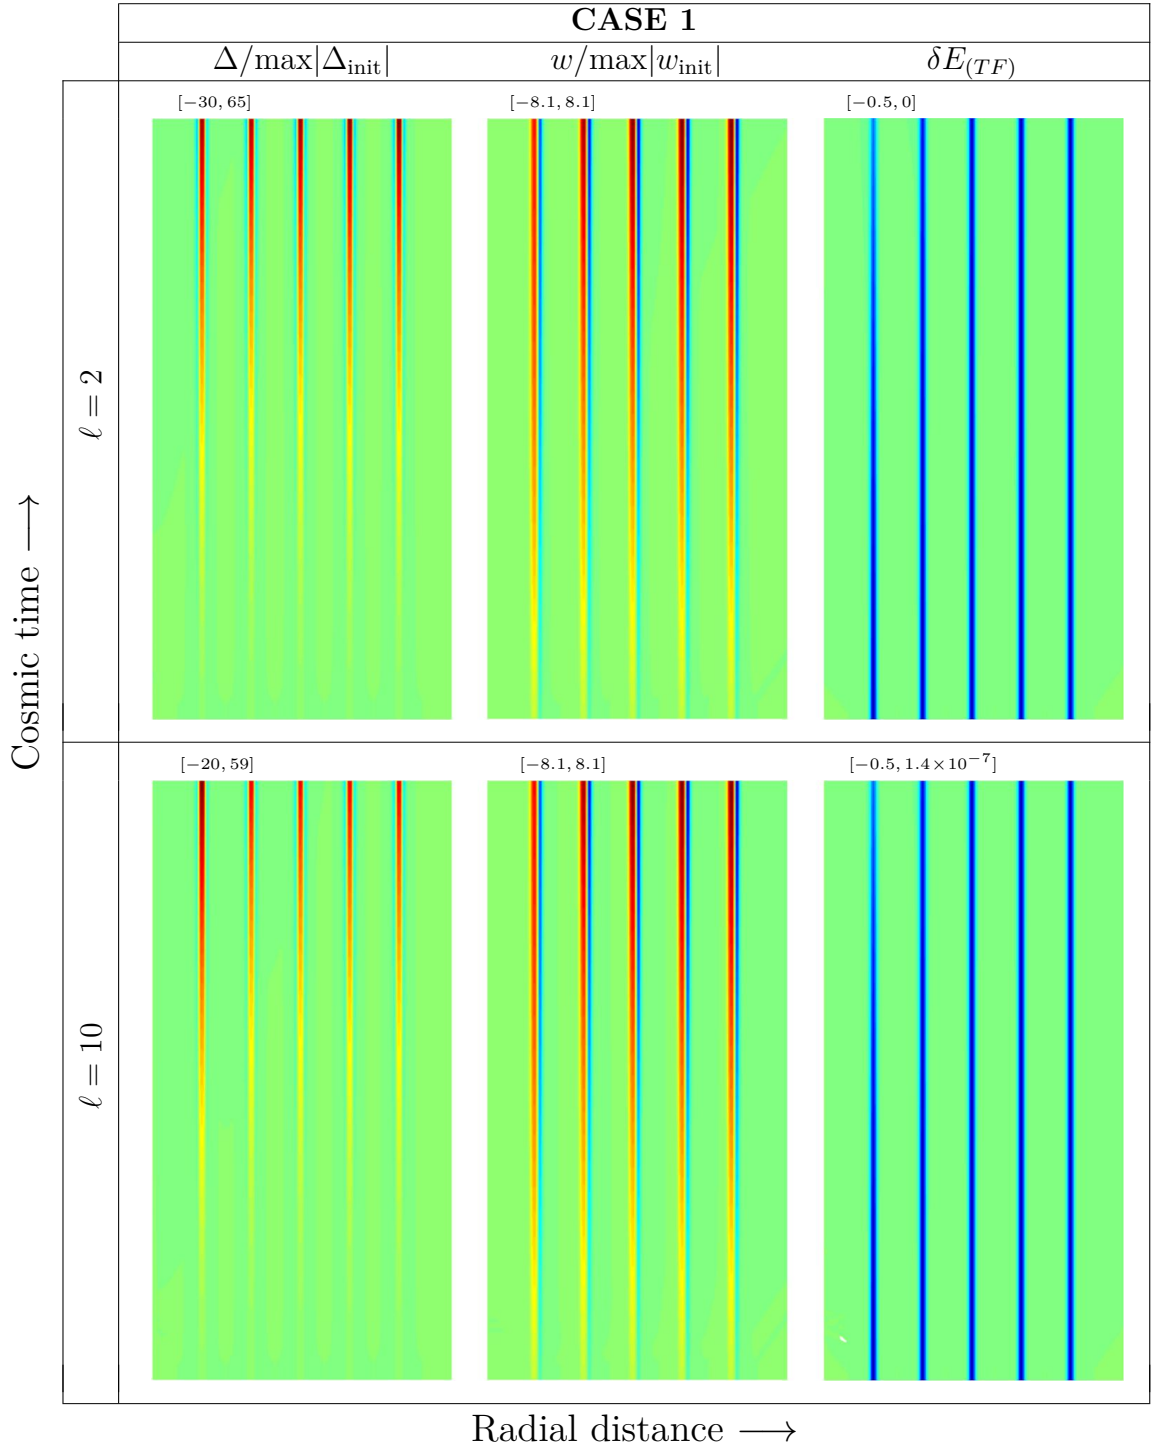 CASE 1
Δ/max|Δ_init| w/max|w_init| δE_(TF)
[−30, 65] [−8.1, 8.1] [−0.5, 0]
ℓ = 2
Cosmic time ⟶
[−20, 59] [−8.1, 8.1] [−0.5, 1.4×10⁻⁷]
ℓ = 10
Radial distance ⟶